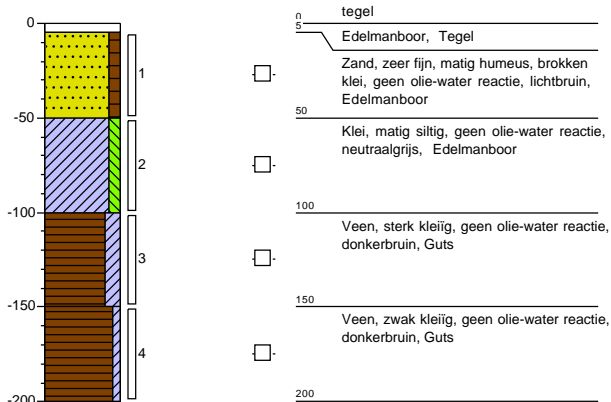 0
-50
-100
-150
-200
1
2
3
4
0
tegel
5
Edelmanboor, Tegel
Zand, zeer fijn, matig humeus, brokken
klei, geen olie-water reactie, lichtbruin,
Edelmanboor
50
Klei, matig siltig, geen olie-water reactie,
neutraalgrijs, Edelmanboor
100
Veen, sterk kleiïg, geen olie-water reactie,
donkerbruin, Guts
150
Veen, zwak kleiïg, geen olie-water reactie,
donkerbruin, Guts
200